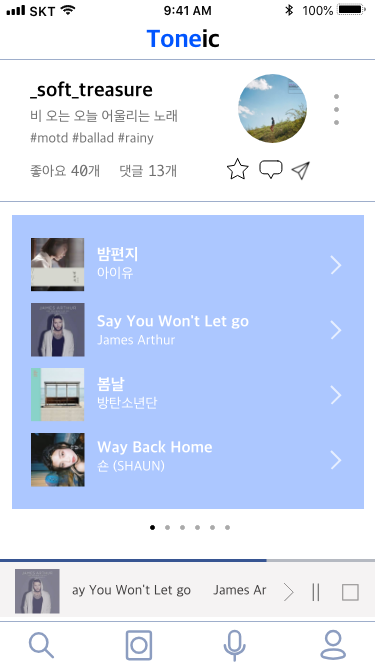 SKT 9:41 AM 100%
Toneic
_soft_treasure
비 오는 오늘 어울리는 노래
#motd #ballad #rainy
좋아요 40개 댓글 13개
밤편지
아이유
JAMES ARTHUR
Say You Won't Let go
James Arthur
봄날
방탄소년단
Way Back Home
숀 (SHAUN)
ay You Won't Let go James Ar